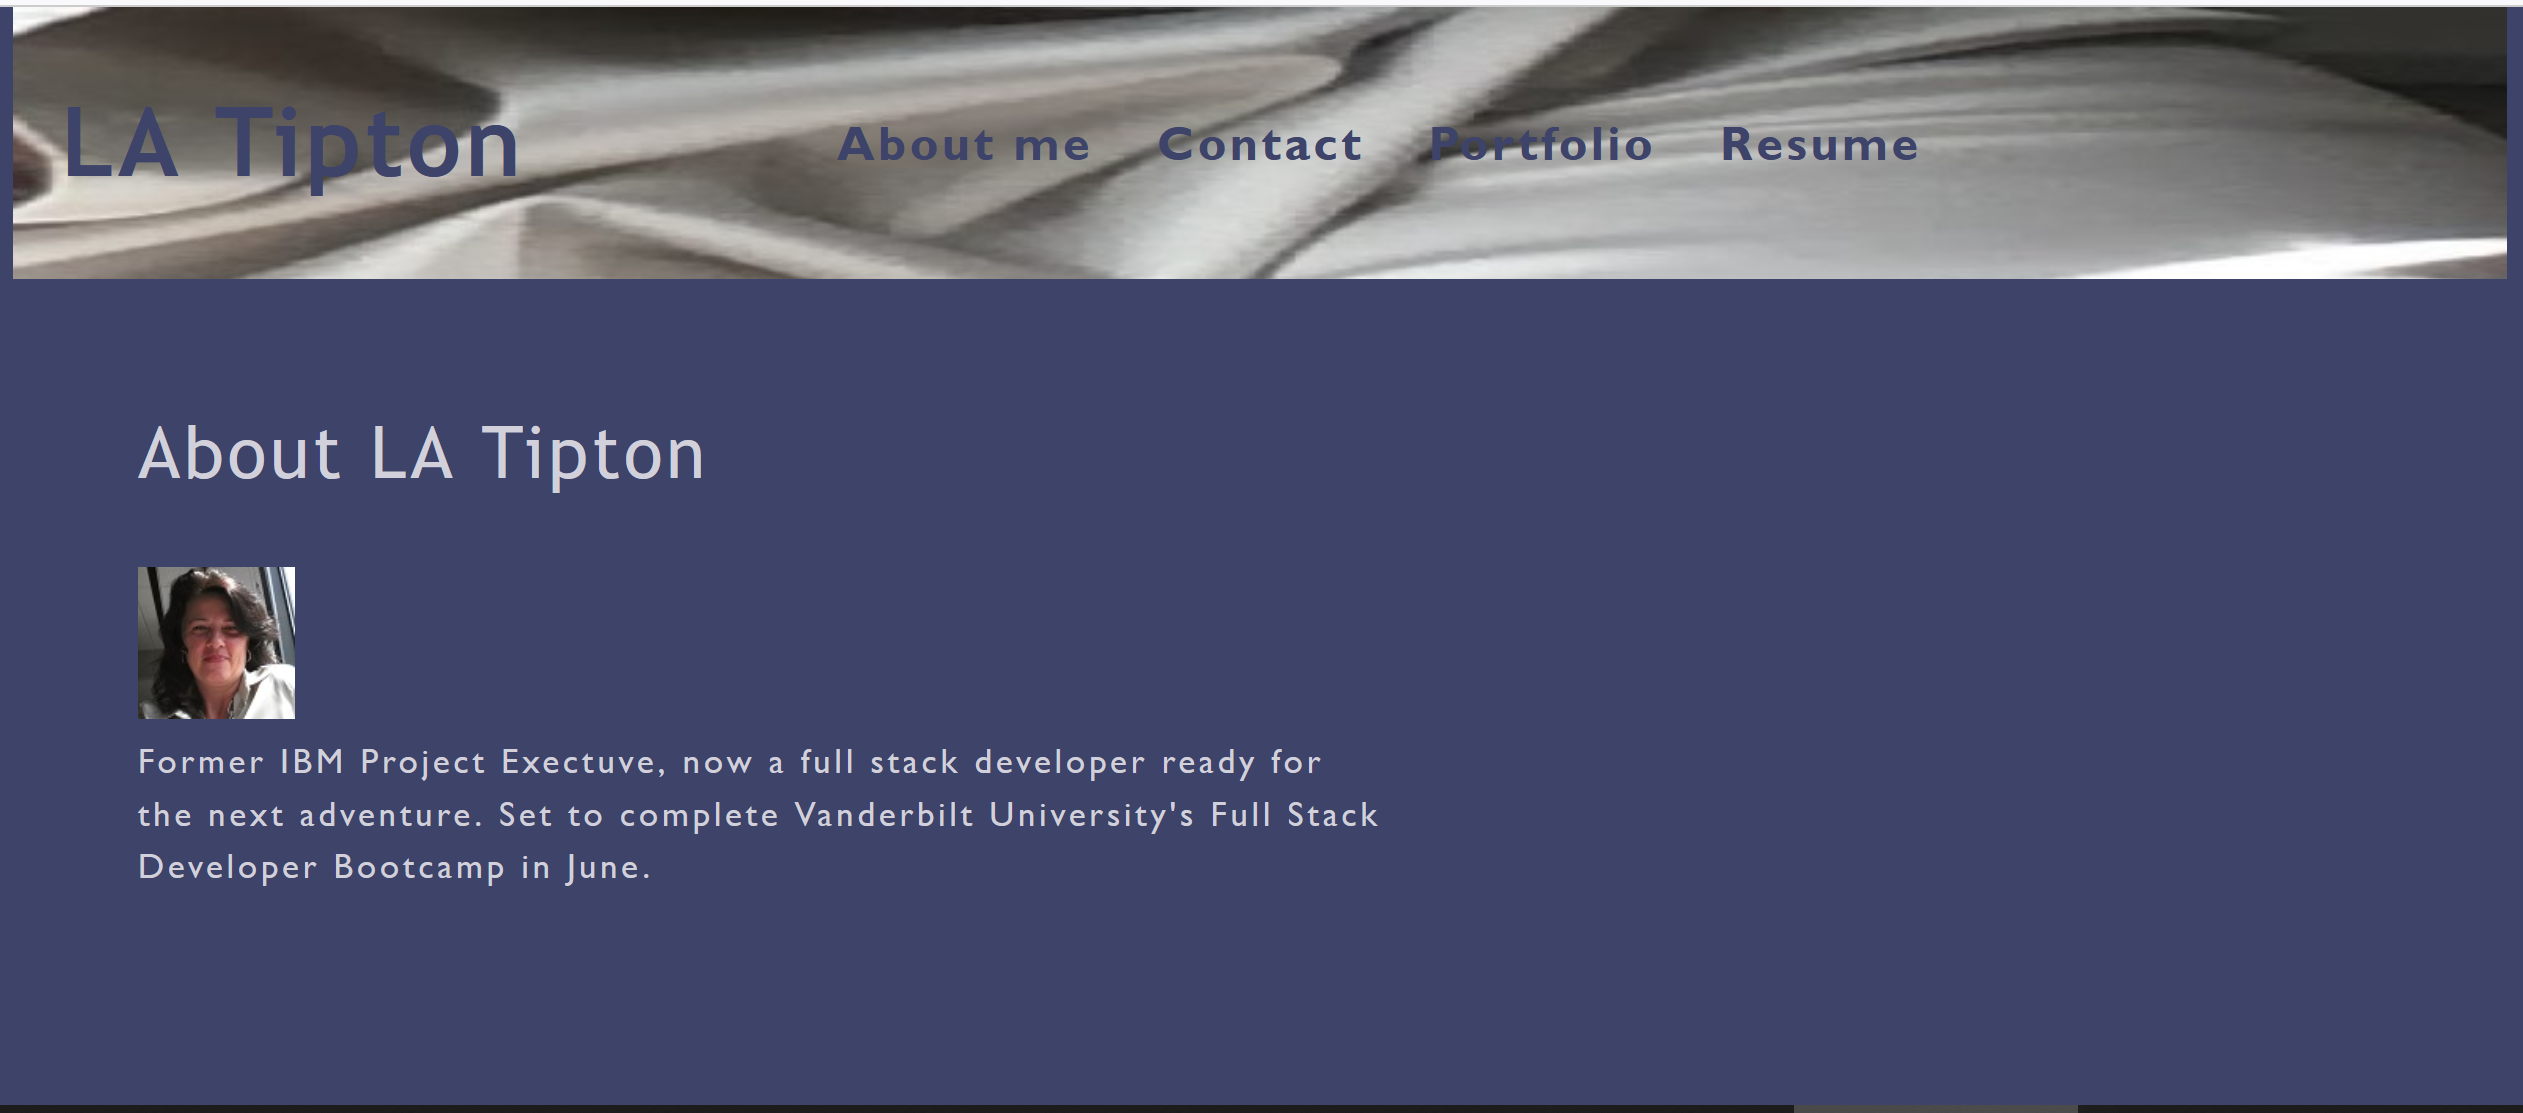 LA Tipton
About me Contact Portfolio Resume
About LA Tipton
Former IBM Project Exectuve, now a full stack developer ready for
the next adventure. Set to complete Vanderbilt University's Full Stack
Developer Bootcamp in June.